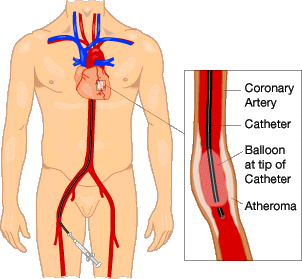 Coronary
Artery
Catheter
Balloon
at tip of
Catheter
Atheroma